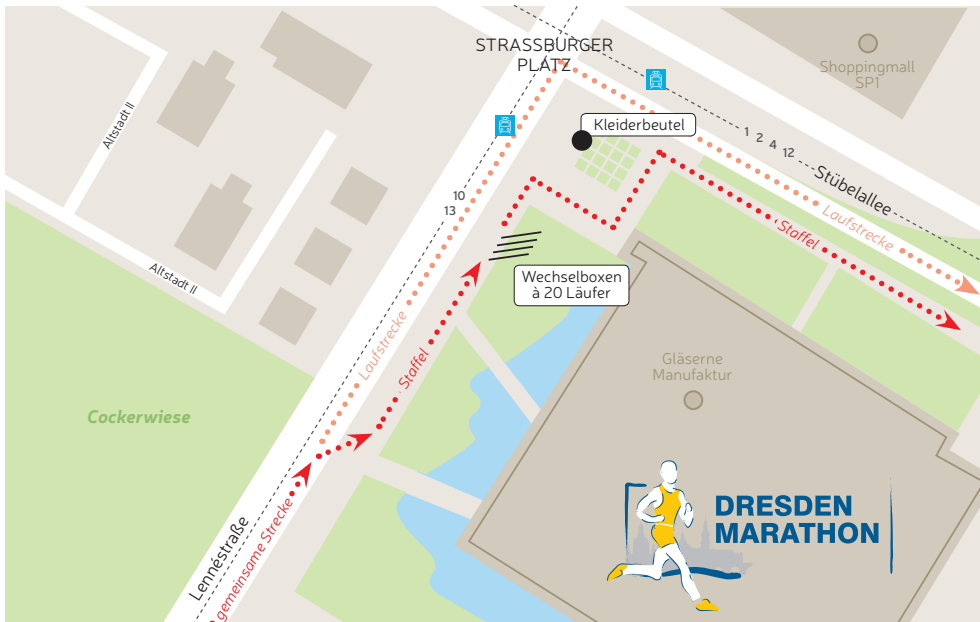 STRASSBURGER
PLATZ
Shoppingmall
SP1
Kleiderbeutel
Altstadt II
1 2 4 12
Stübelallee
10
13
Laufstrecke
Staffel
Altstadt II
Wechselboxen
à 20 Läufer
Laufstrecke
Staffel
Gläserne
Manufaktur
Cockerwiese
Lennéstraße
gemeinsame Strecke
DRESDEN
MARATHON